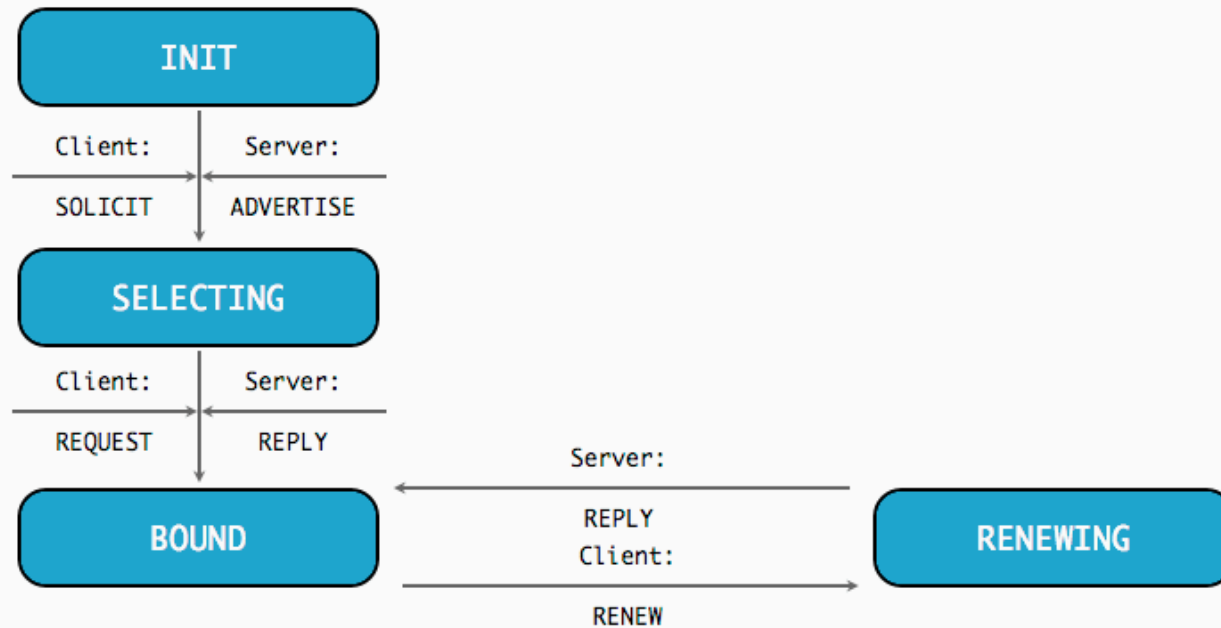 INIT
Client: Server:
SOLICIT ADVERTISE
SELECTING
Client: Server:
REQUEST REPLY
Server:
REPLY
BOUND
RENEWING
Client:
RENEW